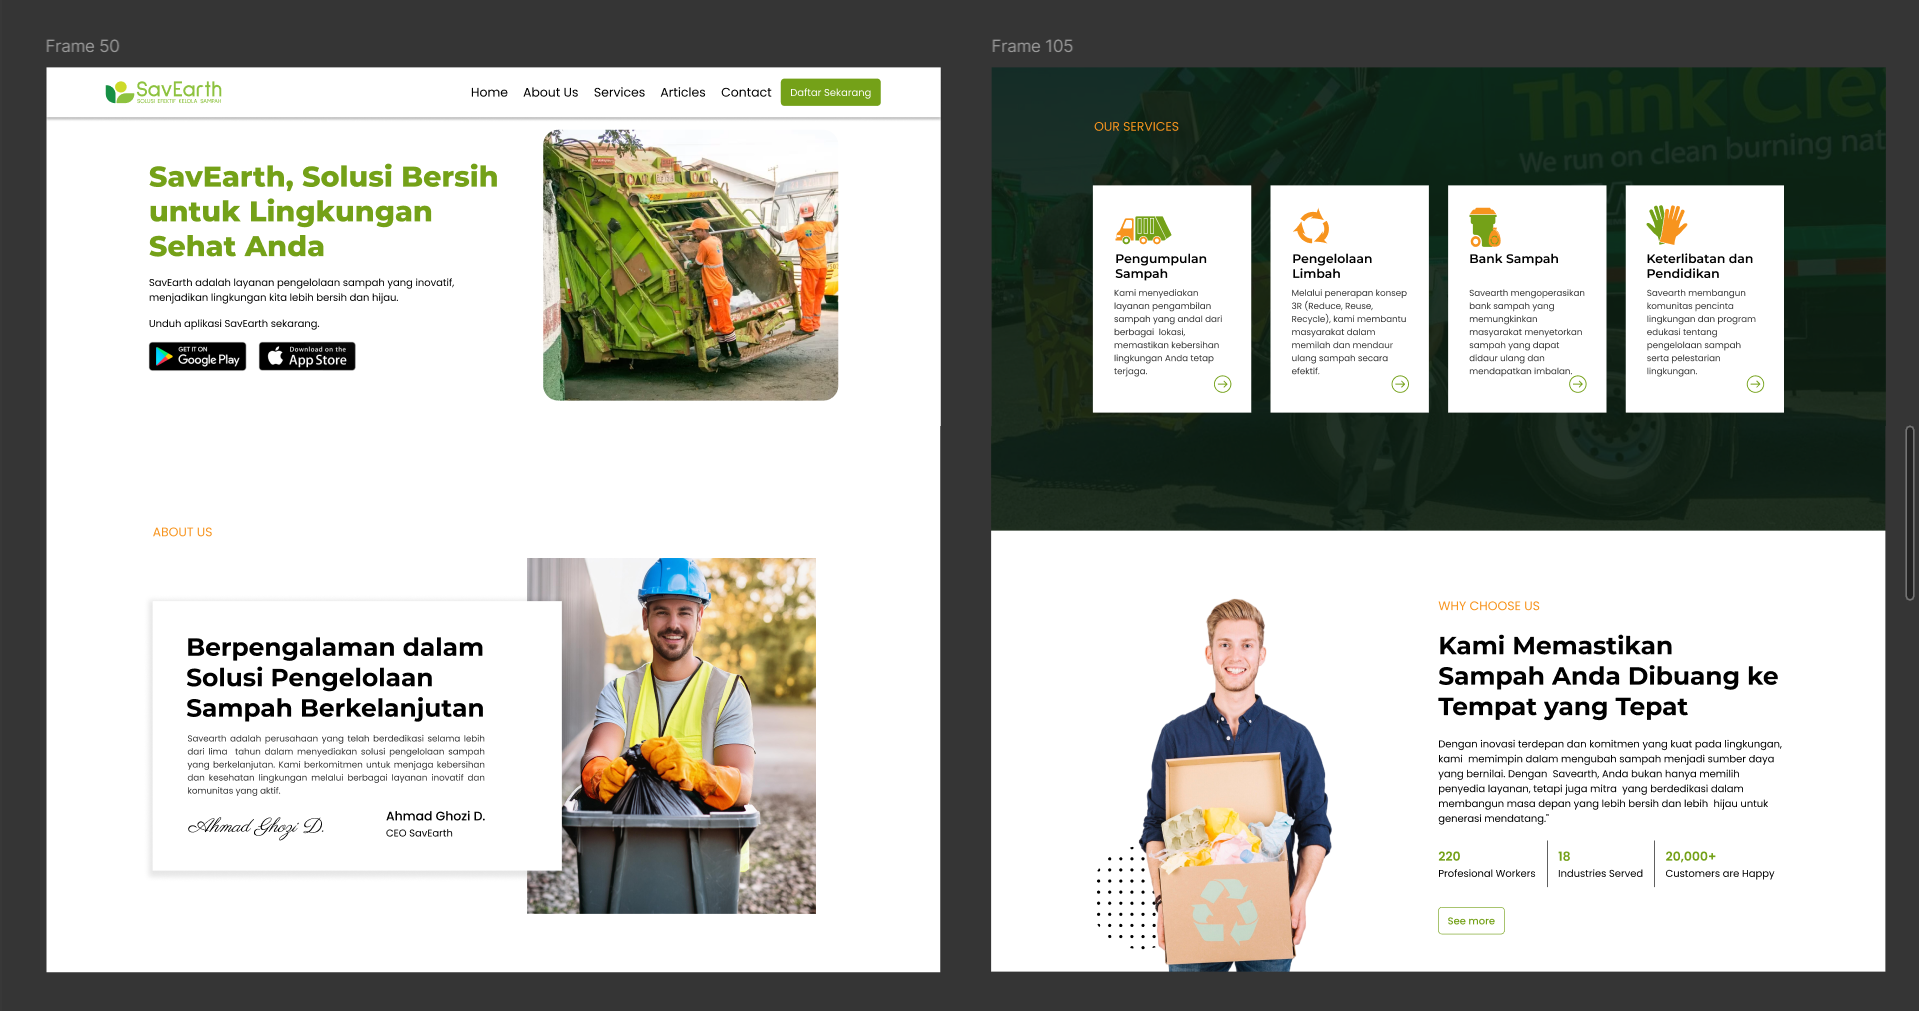 Frame 50
SavEarth
SOLUSI EFEKTIF KELOLA SAMPAH
Home About Us Services Articles Contact Daftar Sekarang
SavEarth, Solusi Bersih
untuk Lingkungan
Sehat Anda
SavEarth adalah layanan pengelolaan sampah yang inovatif,
menjadikan lingkungan kita lebih bersih dan hijau.
Unduh aplikasi SavEarth sekarang.
GET IT ON
Google Play
Download on the
App Store
ABOUT US
Berpengalaman dalam
Solusi Pengelolaan
Sampah Berkelanjutan
Savearth adalah perusahaan yang telah berdedikasi selama lebih
dari lima tahun dalam menyediakan solusi pengelolaan sampah
yang berkelanjutan. Kami berkomitmen untuk menjaga kebersihan
dan kesehatan lingkungan melalui berbagai layanan inovatif dan
komunitas yang aktif.
Ahmad Ghozi D.
Ahmad Ghozi D.
CEO SavEarth
Frame 105
Think Clea
We run on clean burning nat
OUR SERVICES
Pengumpulan
Sampah
Kami menyediakan
layanan pengambilan
sampah yang andal dari
berbagai lokasi,
memastikan kebersihan
lingkungan Anda tetap
terjaga.
Pengelolaan
Limbah
Melalui penerapan konsep
3R (Reduce, Reuse,
Recycle), kami membantu
masyarakat dalam
memilah dan mendaur
ulang sampah secara
efektif.
Bank Sampah
Savearth mengoperasikan
bank sampah yang
memungkinkan
masyarakat menyetorkan
sampah yang dapat
didaur ulang dan
mendapatkan imbalan.
Keterlibatan dan
Pendidikan
Savearth membangun
komunitas pencinta
lingkungan dan program
edukasi tentang
pengelolaan sampah
serta pelestarian
lingkungan.
WHY CHOOSE US
Kami Memastikan
Sampah Anda Dibuang ke
Tempat yang Tepat
Dengan inovasi terdepan dan komitmen yang kuat pada lingkungan,
kami memimpin dalam mengubah sampah menjadi sumber daya
yang bernilai. Dengan Savearth, Anda bukan hanya memilih
penyedia layanan, tetapi juga mitra yang berdedikasi dalam
membangun masa depan yang lebih bersih dan lebih hijau untuk
generasi mendatang."
220
Profesional Workers
18
Industries Served
20,000+
Customers are Happy
See more